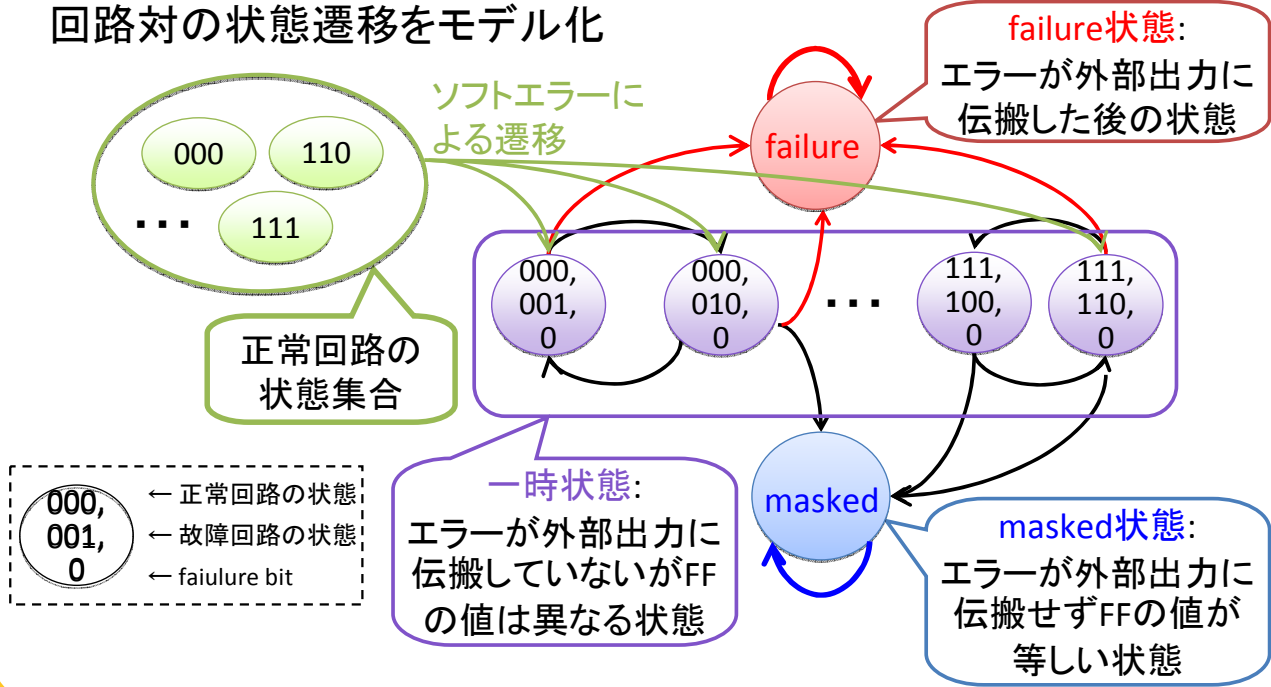 回路対の状態遷移をモデル化
failure状態:
エラーが外部出力に
伝搬した後の状態
ソフトエラーに
よる遷移
failure
000
110
...
111
正常回路の
状態集合
000,
001,
0
000,
010,
0
...
111,
100,
0
111,
110,
0
一時状態:
エラーが外部出力に
伝搬していないがFF
の値は異なる状態
masked
masked状態:
エラーが外部出力に
伝搬せずFFの値が
等しい状態
000,
001,
0
← 正常回路の状態
← 故障回路の状態
← faiulure bit